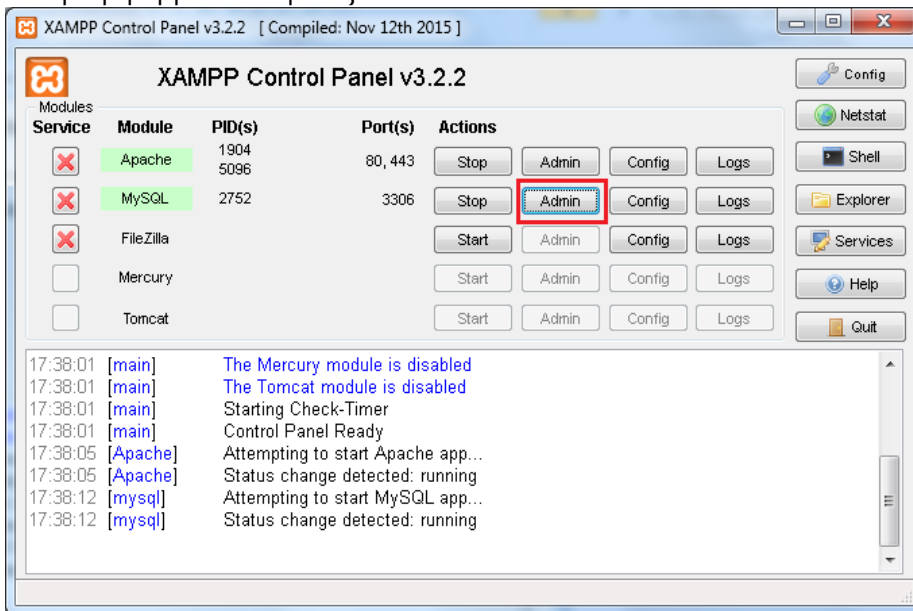 XAMPP Control Panel v3.2.2 [ Compiled: Nov 12th 2015 ]
XAMPP Control Panel v3.2.2
Config
Modules
Service Module PID(s) Port(s) Actions
Netstat
Apache 1904 5096 80, 443 Stop Admin Config Logs
Shell
MySQL 2752 3306 Stop Admin Config Logs
Explorer
FileZilla Start Admin Config Logs
Services
Mercury Start Admin Config Logs
Help
Tomcat Start Admin Config Logs
Quit
17:38:01 [main] The Mercury module is disabled
17:38:01 [main] The Tomcat module is disabled
17:38:01 [main] Starting Check-Timer
17:38:01 [main] Control Panel Ready
17:38:05 [Apache] Attempting to start Apache app...
17:38:05 [Apache] Status change detected: running
17:38:12 [mysql] Attempting to start MySQL app...
17:38:12 [mysql] Status change detected: running